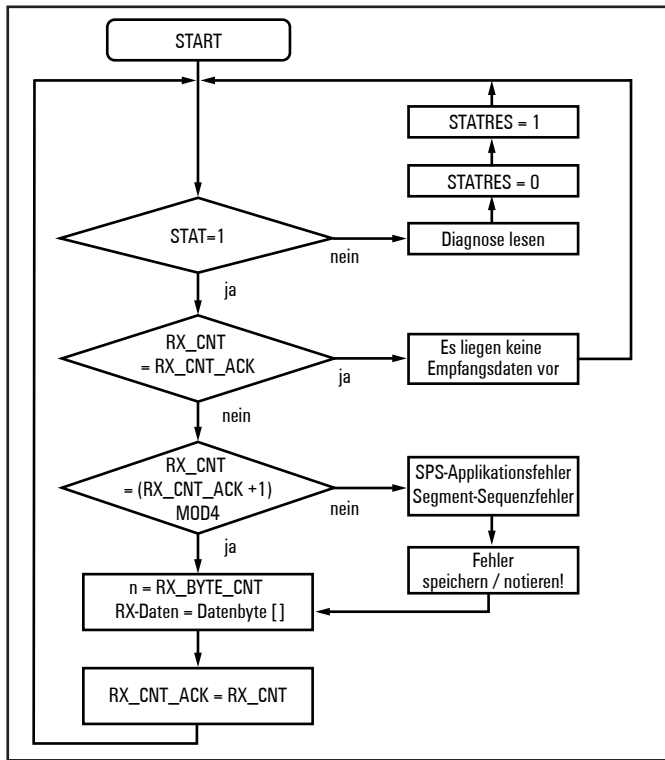 START
STATRES = 1
STATRES = 0
STAT=1
nein
Diagnose lesen
ja
RX_CNT
= RX_CNT_ACK
ja
Es liegen keine
Empfangsdaten vor
nein
RX_CNT
= (RX_CNT_ACK +1)
MOD4
nein
SPS-Applikationsfehler
Segment-Sequenzfehler
ja
Fehler
speichern / notieren!
n = RX_BYTE_CNT
RX-Daten = Datenbyte [ ]
RX_CNT_ACK = RX_CNT